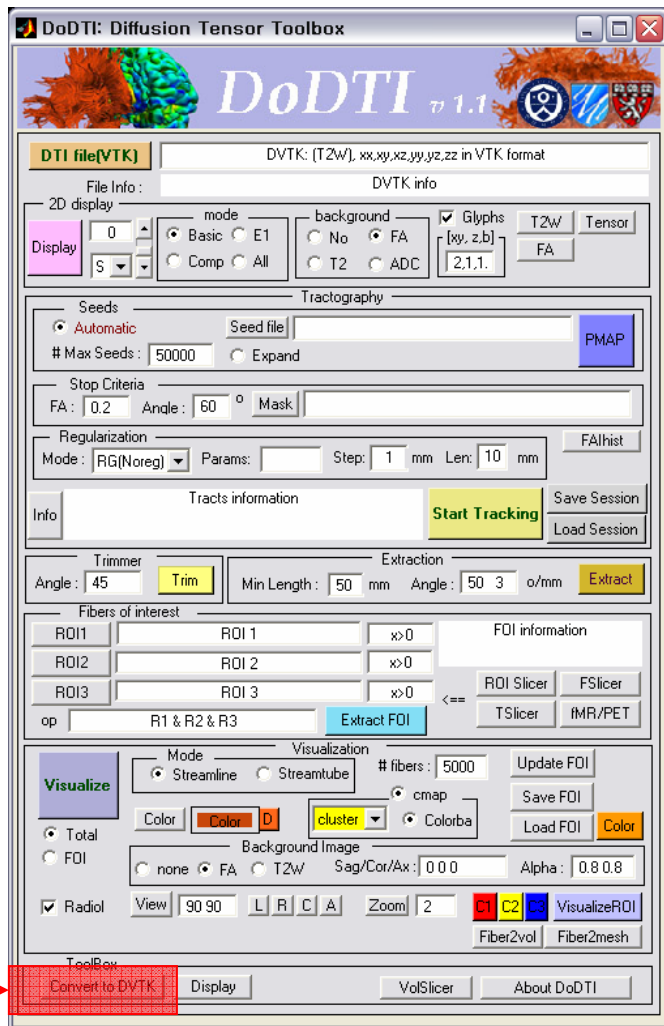 DoDTI: Diffusion Tensor Toolbox
DoDTI v 1.1
DTI file(VTK) DVTK: (T2W), xx,xy,xz,yy,yz,zz in VTK format
File Info : DVTK info
2D display
Display 0 S
mode
Basic E1
Comp All
background
No FA
T2 ADC
Glyphs
[xy, z,b]
2,1,1.
T2W Tensor
FA
Tractography
Seeds
Automatic Seed file
# Max Seeds : 50000 Expand
PMAP
Stop Criteria
FA : 0.2 Angle : 60 o Mask
Regularization
Mode : RG(Noreg) Params: Step: 1 mm Len: 10 mm
FAIhist
Info Tracts information
Start Tracking
Save Session
Load Session
Trimmer
Angle : 45 Trim
Extraction
Min Length : 50 mm Angle : 50 3 o/mm Extract
Fibers of interest
ROI1 ROI 1 x>0
ROI2 ROI 2 x>0
ROI3 ROI 3 x>0
op R1 & R2 & R3 Extract FOI
FOI information
<==
ROI Slicer FSlicer
TSlicer fMR/PET
Visualization
Visualize
Total
FOI
Mode
Streamline Streamtube
# fibers : 5000
Update FOI
Color Color D cluster
cmap
Colorba
Save FOI
Load FOI Color
Background Image
none FA T2W Sag/Cor/Ax : 0 0 0 Alpha : 0.8 0.8
Radiol View 90 90 L R C A Zoom 2 C1 C2 C3 VisualizeROI
Fiber2vol Fiber2mesh
ToolBox
Convert to DVTK Display VolSlicer About DoDTI